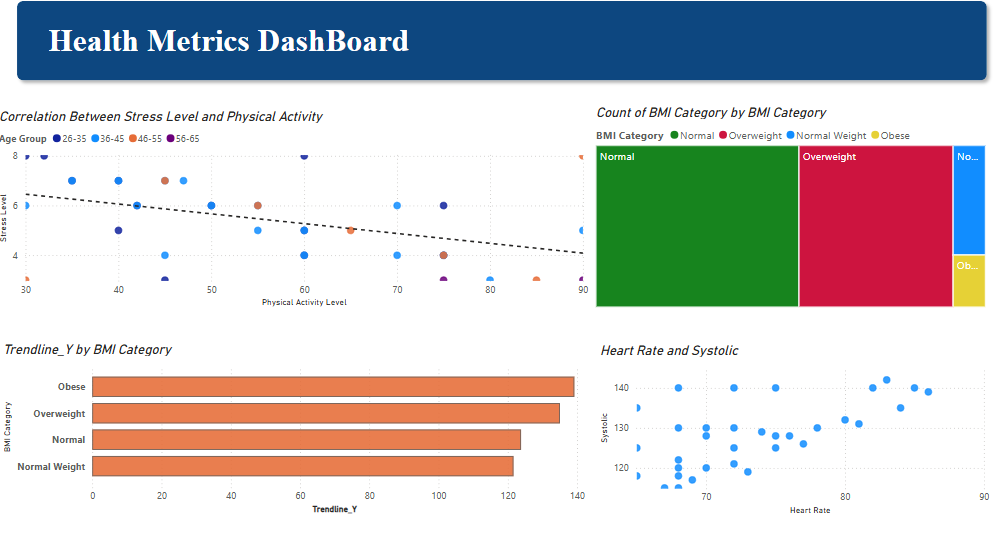 Health Metrics DashBoard
Correlation Between Stress Level and Physical Activity
Age Group 26-35 36-45 46-55 56-65
8
6
4
Stress Level
30 40 50 60 70 80 90
Physical Activity Level
Count of BMI Category by BMI Category
BMI Category Normal Overweight Normal Weight Obese
Normal Overweight No...
Ob...
Trendline_Y by BMI Category
BMI Category
Obese
Overweight
Normal
Normal Weight
0 20 40 60 80 100 120 140
Trendline_Y
Heart Rate and Systolic
Systolic
140
130
120
70 80 90
Heart Rate